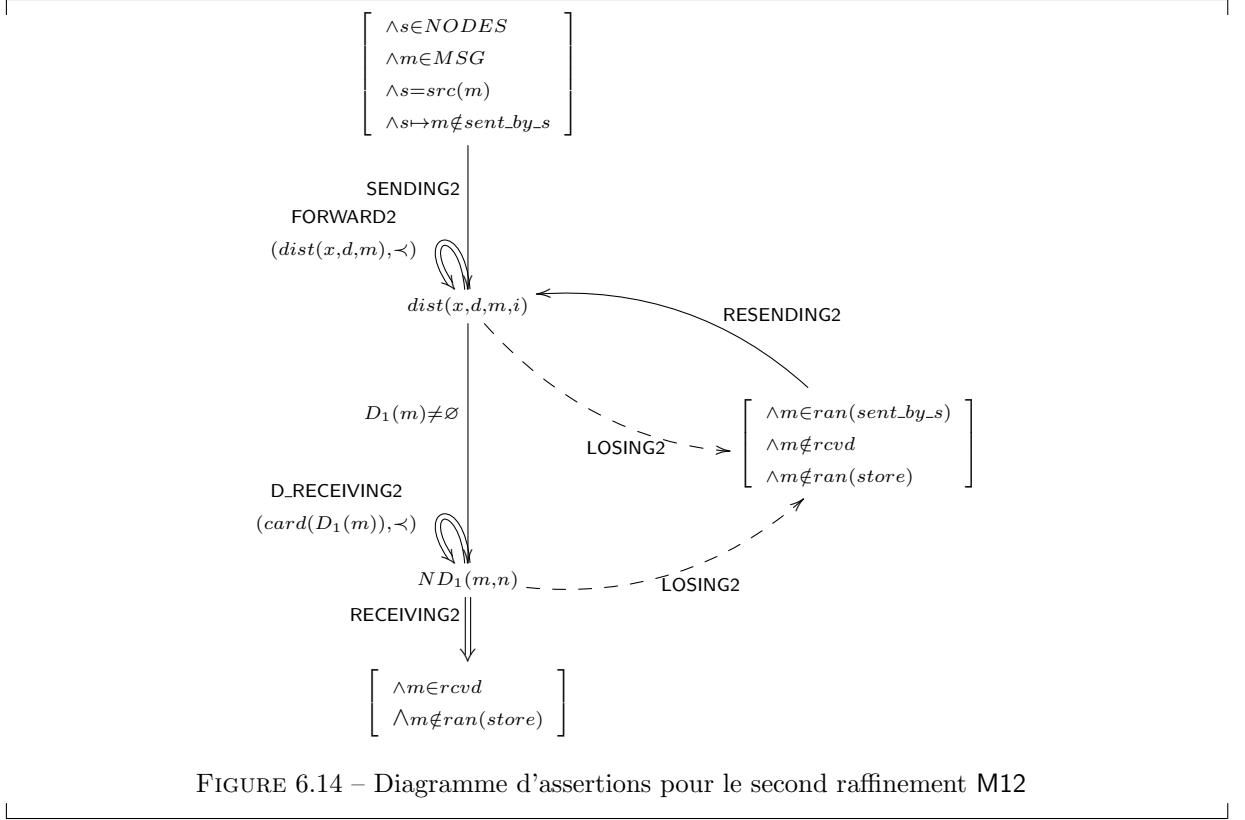 ∧s∈NODES
∧m∈MSG
∧s=src(m)
∧s↦m∉sent_by_s
SENDING2
FORWARD2
(dist(x,d,m),≺)
dist(x,d,m,i)
RESENDING2
D₁(m)≠∅
∧m∈ran(sent_by_s)
∧m∉rcvd
∧m∉ran(store)
LOSING2
D_RECEIVING2
(card(D₁(m)),≺)
ND₁(m,n)
LOSING2
RECEIVING2
∧m∈rcvd
∧m∉ran(store)
FIGURE 6.14 – Diagramme d'assertions pour le second raffinement M12